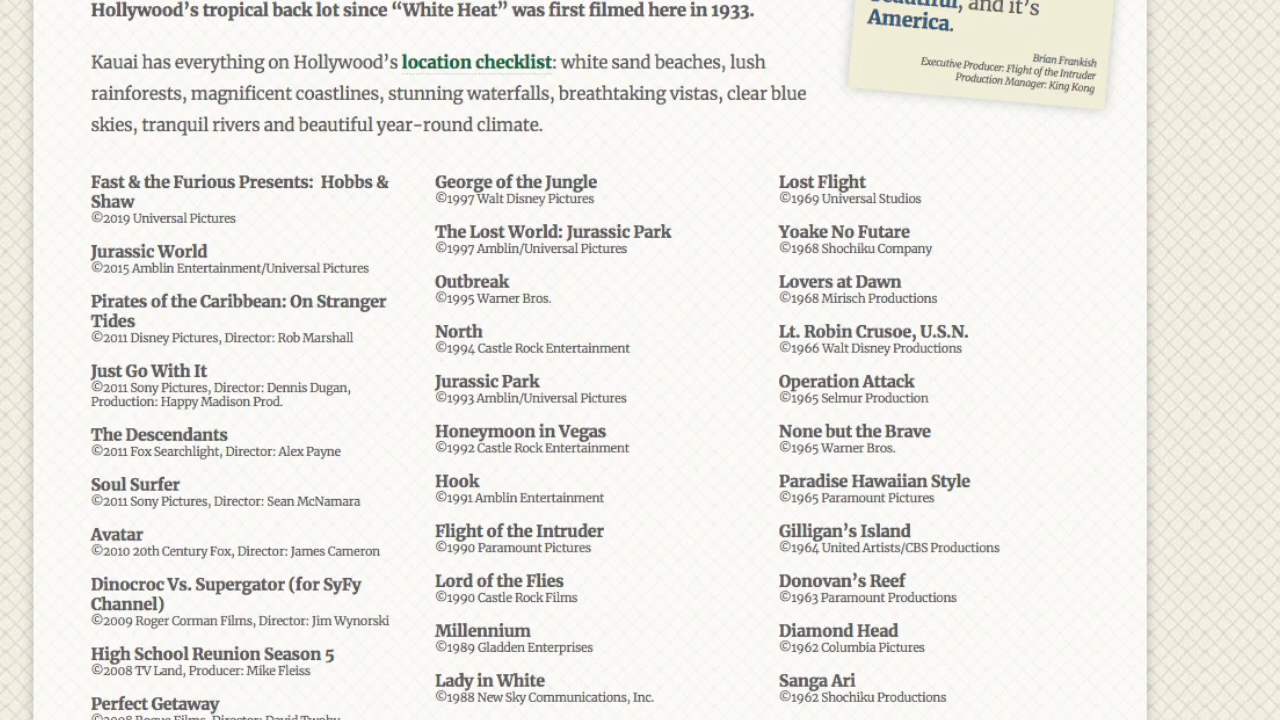 Hollywood’s tropical back lot since “White Heat” was first filmed here in 1933.
Kauai has everything on Hollywood’s location checklist: white sand beaches, lush
rainforests, magnificent coastlines, stunning waterfalls, breathtaking vistas, clear blue
skies, tranquil rivers and beautiful year-round climate.
beautiful, and it’s
America.
Brian Frankish
Executive Producer: Flight of the Intruder
Production Manager: King Kong
Fast & the Furious Presents:  Hobbs &
Shaw
©2019 Universal Pictures
Jurassic World
©2015 Amblin Entertainment/Universal Pictures
Pirates of the Caribbean: On Stranger
Tides
©2011 Disney Pictures, Director: Rob Marshall
Just Go With It
©2011 Sony Pictures, Director: Dennis Dugan,
Production: Happy Madison Prod.
The Descendants
©2011 Fox Searchlight, Director: Alex Payne
Soul Surfer
©2011 Sony Pictures, Director: Sean McNamara
Avatar
©2010 20th Century Fox, Director: James Cameron
Dinocroc Vs. Supergator (for SyFy
Channel)
©2009 Roger Corman Films, Director: Jim Wynorski
High School Reunion Season 5
©2008 TV Land, Producer: Mike Fleiss
Perfect Getaway
©2008 Rogue Films, Director: David Twohy
George of the Jungle
©1997 Walt Disney Pictures
The Lost World: Jurassic Park
©1997 Amblin/Universal Pictures
Outbreak
©1995 Warner Bros.
North
©1994 Castle Rock Entertainment
Jurassic Park
©1993 Amblin/Universal Pictures
Honeymoon in Vegas
©1992 Castle Rock Entertainment
Hook
©1991 Amblin Entertainment
Flight of the Intruder
©1990 Paramount Pictures
Lord of the Flies
©1990 Castle Rock Films
Millennium
©1989 Gladden Enterprises
Lady in White
©1988 New Sky Communications, Inc.
Lost Flight
©1969 Universal Studios
Yoake No Futare
©1968 Shochiku Company
Lovers at Dawn
©1968 Mirisch Productions
Lt. Robin Crusoe, U.S.N.
©1966 Walt Disney Productions
Operation Attack
©1965 Selmur Production
None but the Brave
©1965 Warner Bros.
Paradise Hawaiian Style
©1965 Paramount Pictures
Gilligan’s Island
©1964 United Artists/CBS Productions
Donovan’s Reef
©1963 Paramount Productions
Diamond Head
©1962 Columbia Pictures
Sanga Ari
©1962 Shochiku Productions